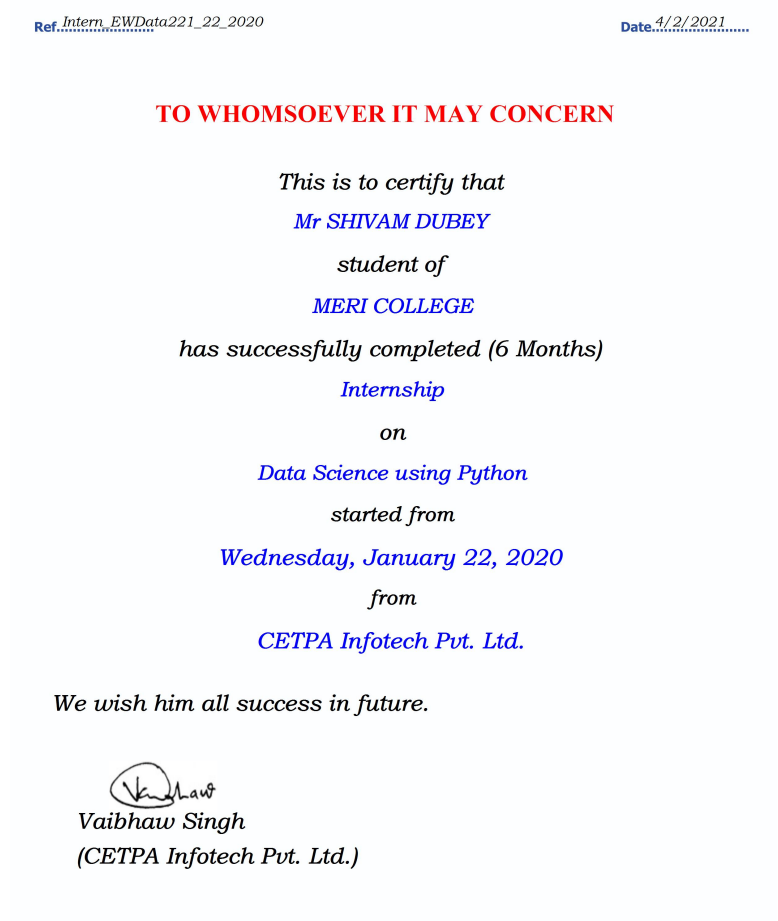 Ref.......................Intern_EWData221_22_2020 Date.......................4/2/2021
TO WHOMSOEVER IT MAY CONCERN
This is to certify that
Mr SHIVAM DUBEY
student of
MERI COLLEGE
has successfully completed (6 Months)
Internship
on
Data Science using Python
started from
Wednesday, January 22, 2020
from
CETPA Infotech Pvt. Ltd.
We wish him all success in future.
Vaibhaw
Vaibhaw Singh
(CETPA Infotech Pvt. Ltd.)